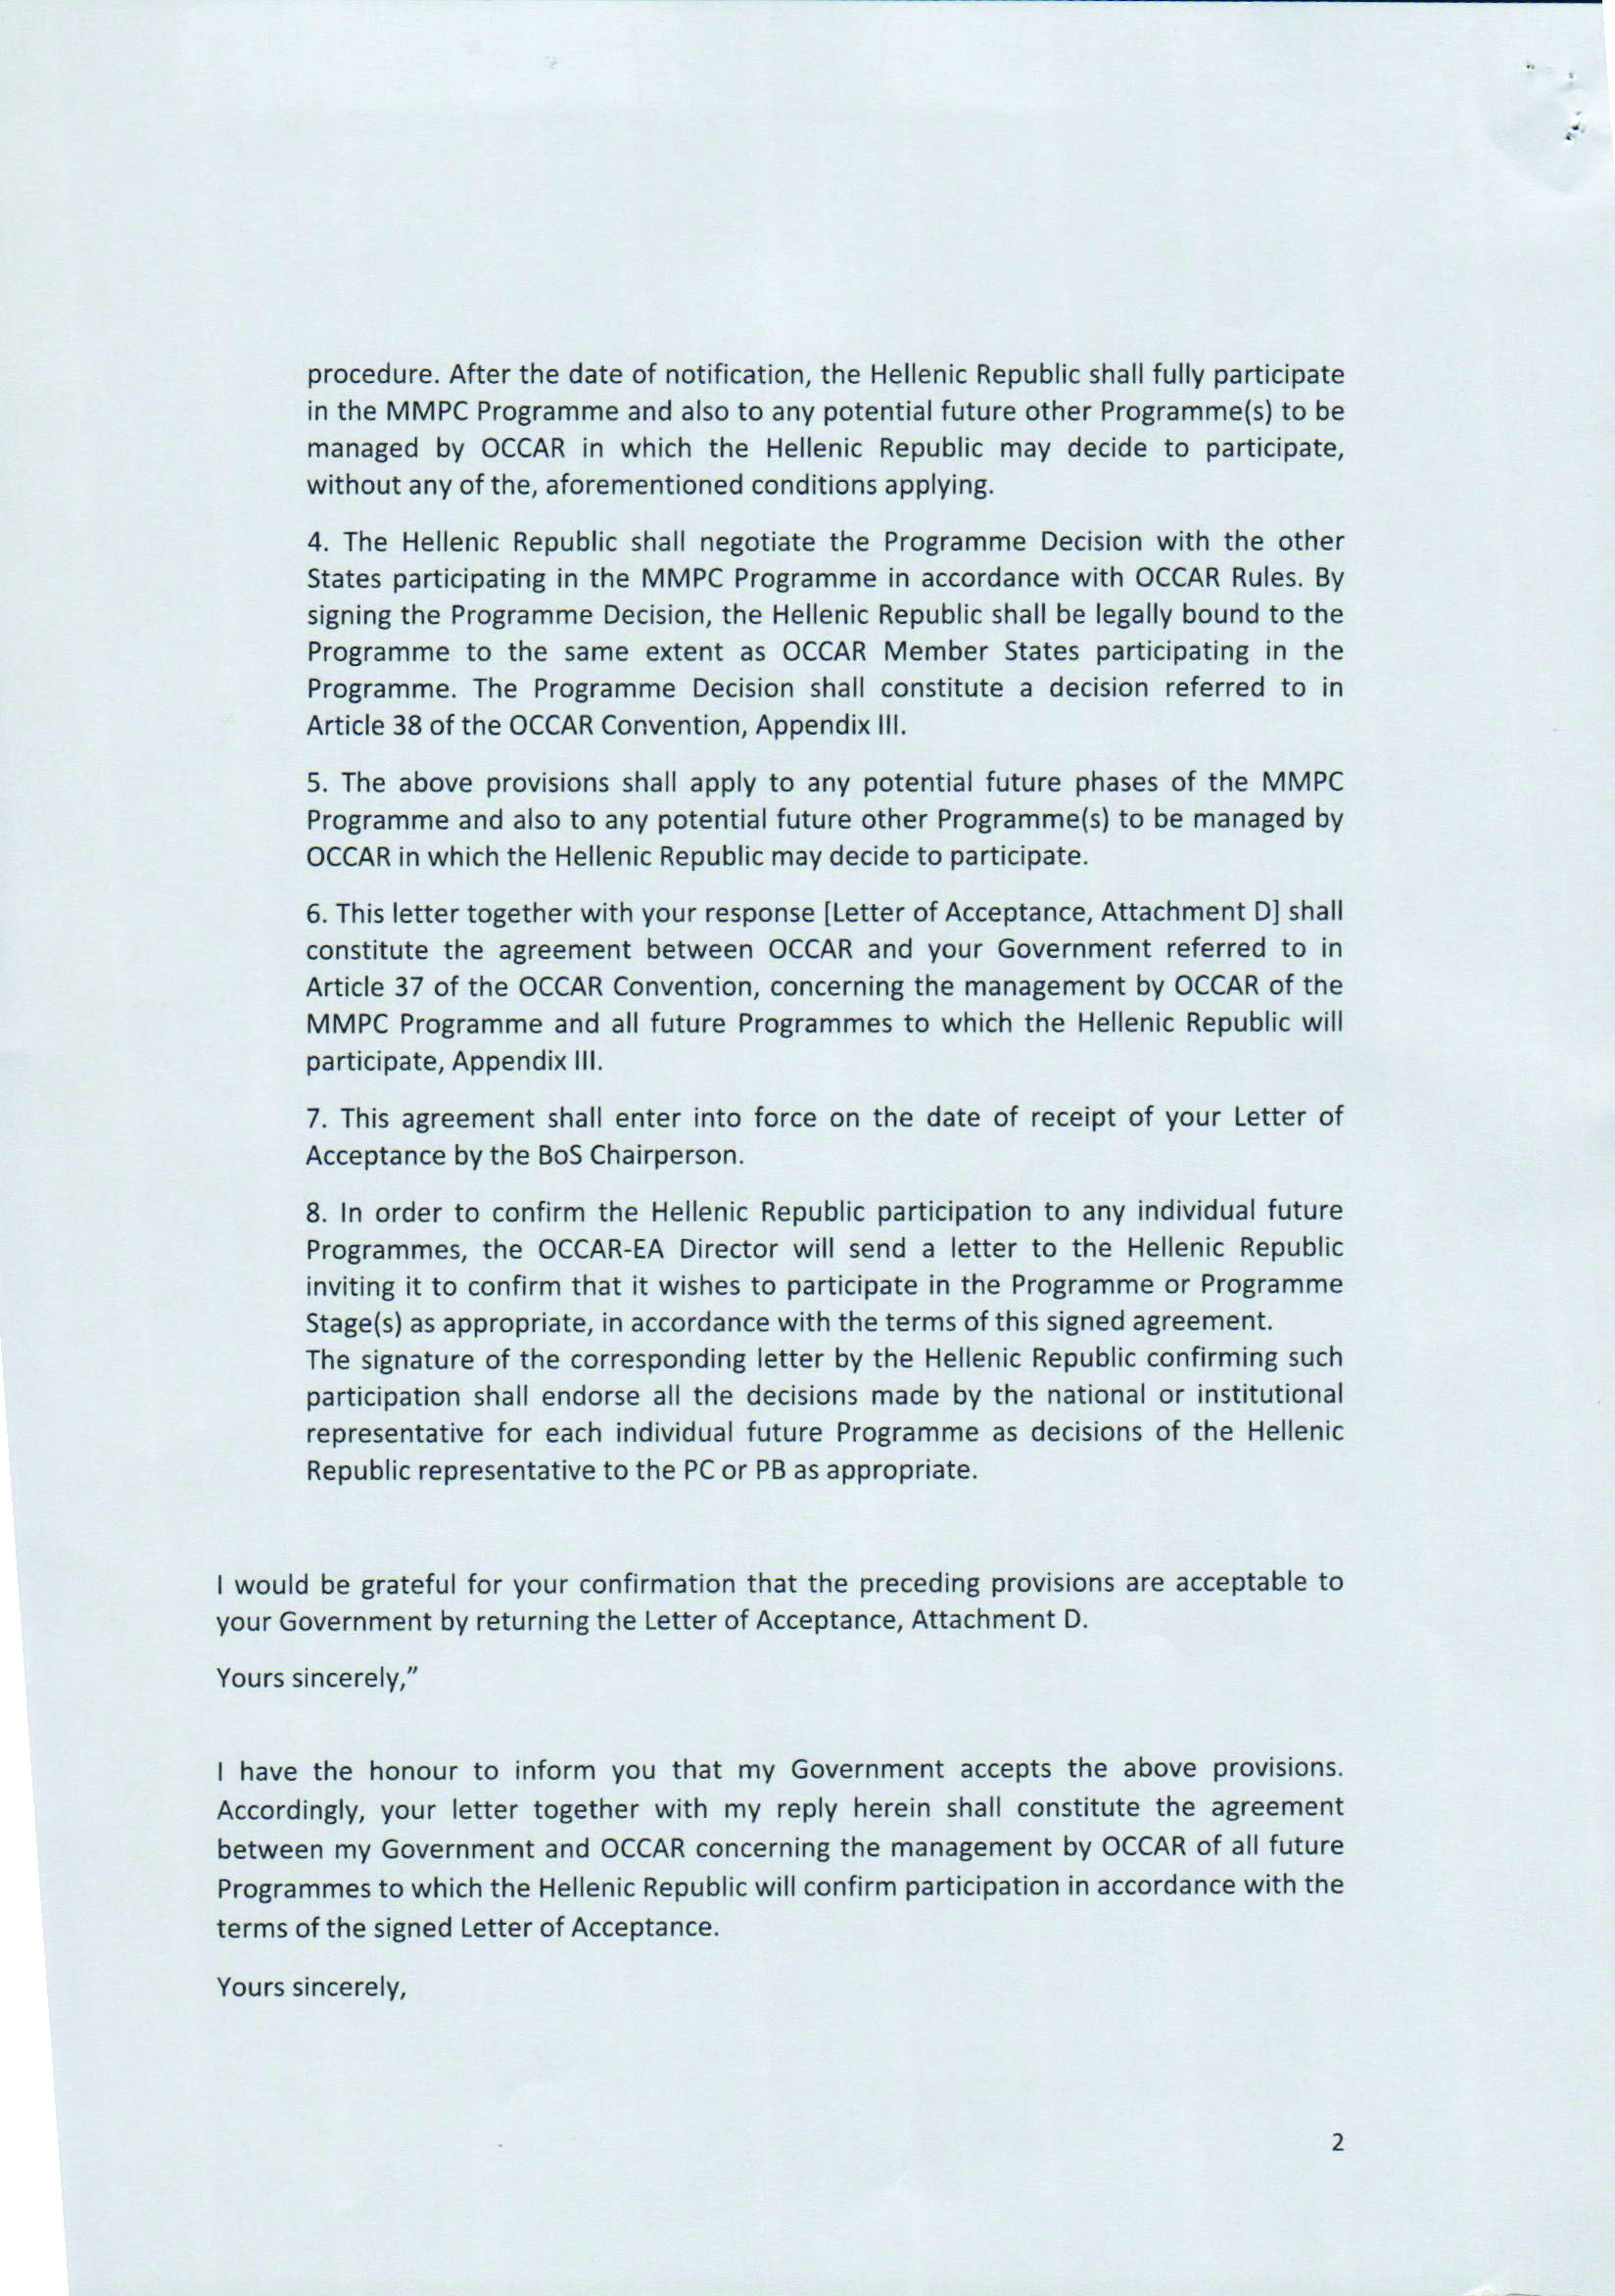 procedure. After the date of notification, the Hellenic Republic shall fully participate
in the MMPC Programme and also to any potential future other Programme(s) to be
managed by OCCAR in which the Hellenic Republic may decide to participate,
without any of the, aforementioned conditions applying.
4. The Hellenic Republic shall negotiate the Programme Decision with the other
States participating in the MMPC Programme in accordance with OCCAR Rules. By
signing the Programme Decision, the Hellenic Republic shall be legally bound to the
Programme to the same extent as OCCAR Member States participating in the
Programme. The Programme Decision shall constitute a decision referred to in
Article 38 of the OCCAR Convention, Appendix III.
5. The above provisions shall apply to any potential future phases of the MMPC
Programme and also to any potential future other Programme(s) to be managed by
OCCAR in which the Hellenic Republic may decide to participate.
6. This letter together with your response [Letter of Acceptance, Attachment D] shall
constitute the agreement between OCCAR and your Government referred to in
Article 37 of the OCCAR Convention, concerning the management by OCCAR of the
MMPC Programme and all future Programmes to which the Hellenic Republic will
participate, Appendix III.
7. This agreement shall enter into force on the date of receipt of your Letter of
Acceptance by the BoS Chairperson.
8. In order to confirm the Hellenic Republic participation to any individual future
Programmes, the OCCAR-EA Director will send a letter to the Hellenic Republic
inviting it to confirm that it wishes to participate in the Programme or Programme
Stage(s) as appropriate, in accordance with the terms of this signed agreement.
The signature of the corresponding letter by the Hellenic Republic confirming such
participation shall endorse all the decisions made by the national or institutional
representative for each individual future Programme as decisions of the Hellenic
Republic representative to the PC or PB as appropriate.
I would be grateful for your confirmation that the preceding provisions are acceptable to
your Government by returning the Letter of Acceptance, Attachment D.
Yours sincerely,”
I have the honour to inform you that my Government accepts the above provisions.
Accordingly, your letter together with my reply herein shall constitute the agreement
between my Government and OCCAR concerning the management by OCCAR of all future
Programmes to which the Hellenic Republic will confirm participation in accordance with the
terms of the signed Letter of Acceptance.
Yours sincerely,
2